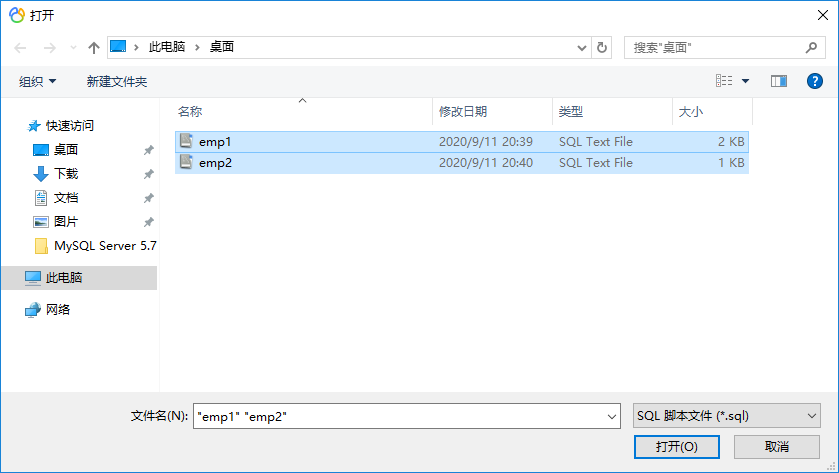 打开
此电脑 桌面
搜索"桌面"
组织 新建文件夹
名称 修改日期 类型 大小
快速访问
桌面
下载
文档
图片
MySQL Server 5.7
此电脑
网络
emp1 2020/9/11 20:39 SQL Text File 2 KB
emp2 2020/9/11 20:40 SQL Text File 1 KB
文件名(N): "emp1" "emp2" SQL 脚本文件 (*.sql)
打开(O) 取消